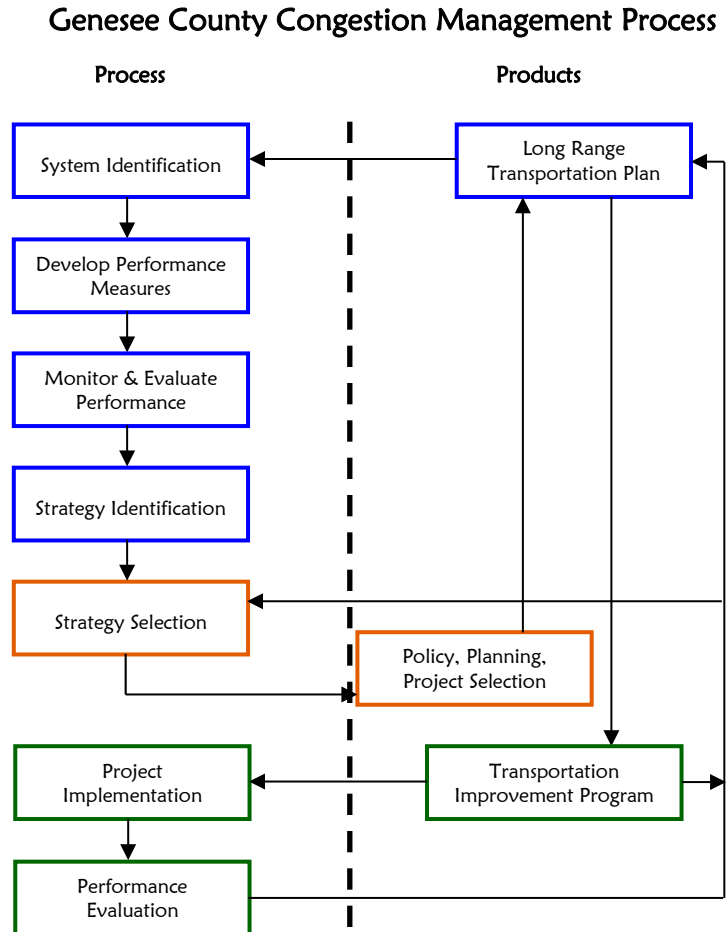 Genesee County Congestion Management Process
Process
Products
System Identification
Long Range
Transportation Plan
Develop Performance
Measures
Monitor & Evaluate
Performance
Strategy Identification
Strategy Selection
Policy, Planning,
Project Selection
Project
Implementation
Transportation
Improvement Program
Performance
Evaluation